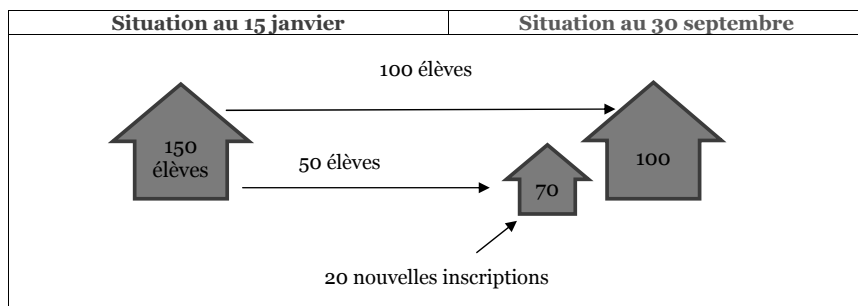 Situation au 15 janvier Situation au 30 septembre
100 élèves
150
élèves
50 élèves
70
100
20 nouvelles inscriptions